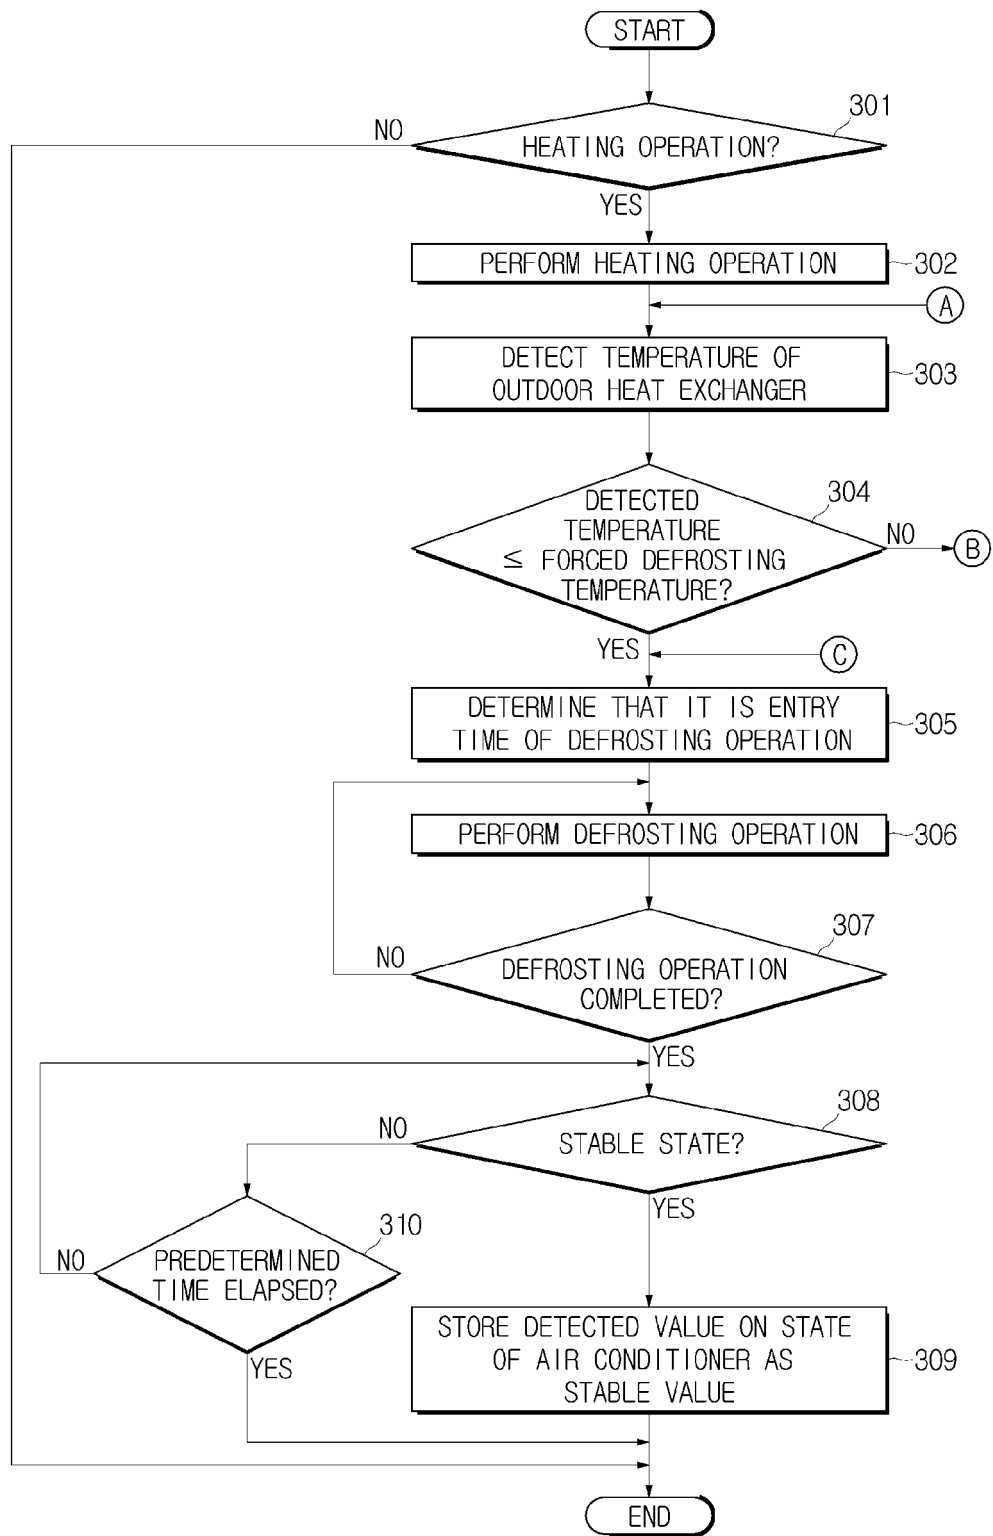 START
301
NO
HEATING OPERATION?
YES
PERFORM HEATING OPERATION
302
A
DETECT TEMPERATURE OF
OUTDOOR HEAT EXCHANGER
303
304
DETECTED
TEMPERATURE
≤ FORCED DEFROSTING
TEMPERATURE?
NO
B
YES
C
DETERMINE THAT IT IS ENTRY
TIME OF DEFROSTING OPERATION
305
PERFORM DEFROSTING OPERATION
306
307
NO
DEFROSTING OPERATION
COMPLETED?
YES
308
NO
STABLE STATE?
YES
310
NO
PREDETERMINED
TIME ELAPSED?
YES
STORE DETECTED VALUE ON STATE
OF AIR CONDITIONER AS
STABLE VALUE
309
END